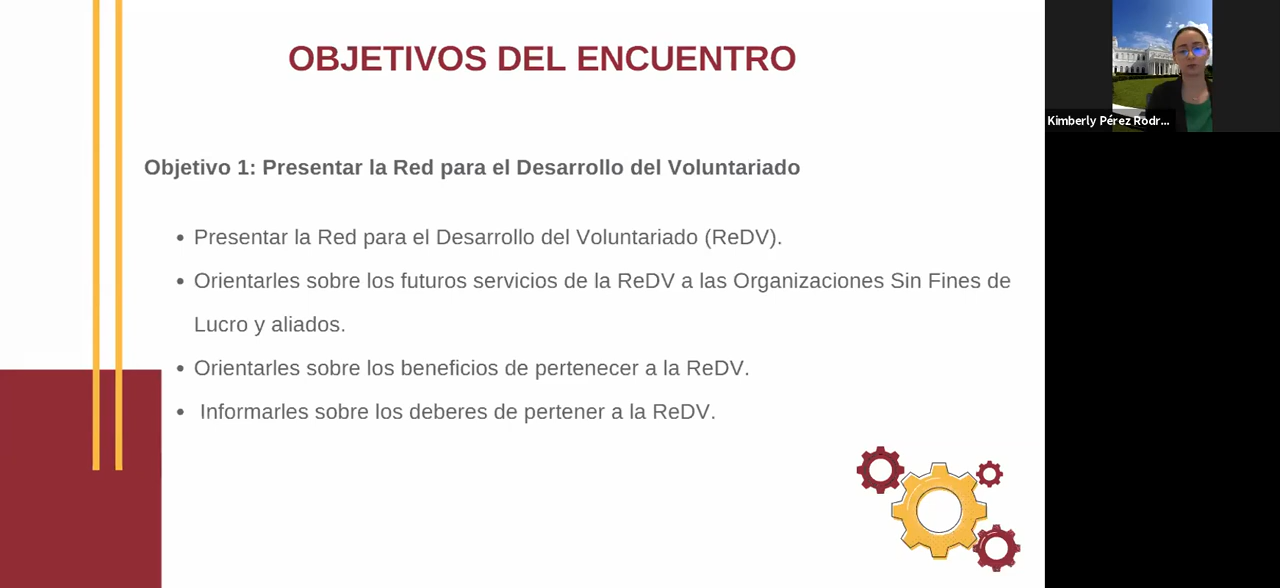 OBJETIVOS DEL ENCUENTRO
Objetivo 1: Presentar la Red para el Desarrollo del Voluntariado
• Presentar la Red para el Desarrollo del Voluntariado (ReDV).
• Orientarles sobre los futuros servicios de la ReDV a las Organizaciones Sin Fines de
Lucro y aliados.
• Orientarles sobre los beneficios de pertenecer a la ReDV.
• Informarles sobre los deberes de pertener a la ReDV.
Kimberly Pérez Rodr...